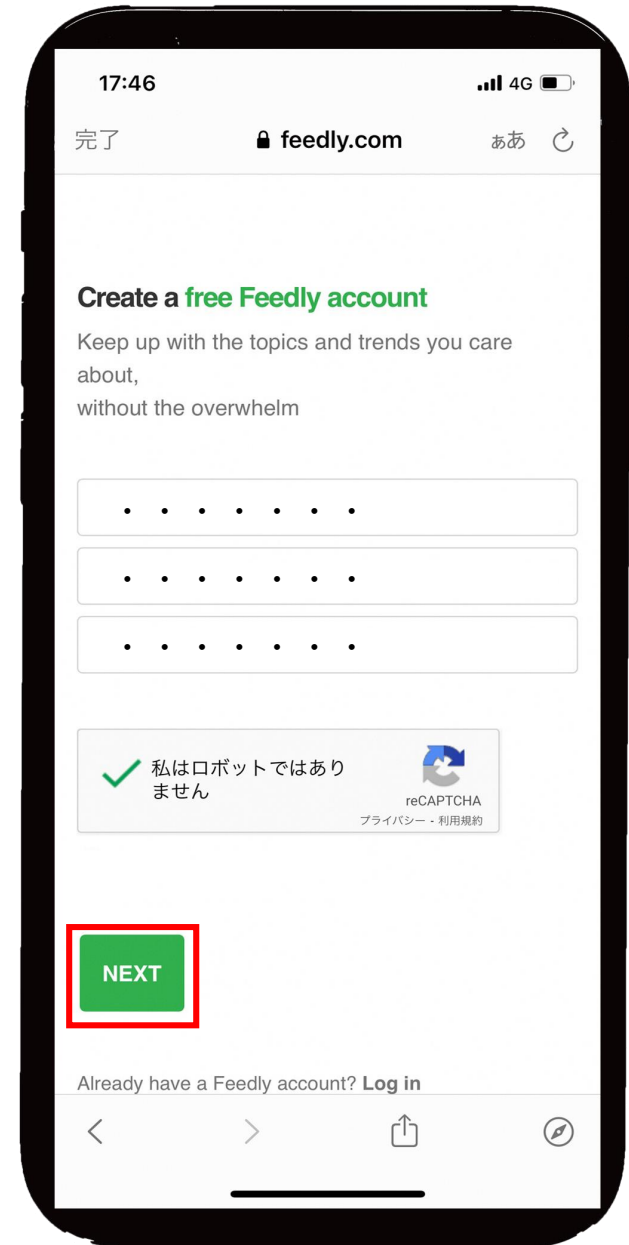 17:46
4G
完了
feedly.com
ぁあ
Create a free Feedly account
Keep up with the topics and trends you care
about,
without the overwhelm
・・・・・・・
・・・・・・・
・・・・・・・
私はロボットではあり
ません
reCAPTCHA
プライバシー - 利用規約
NEXT
Already have a Feedly account? Log in